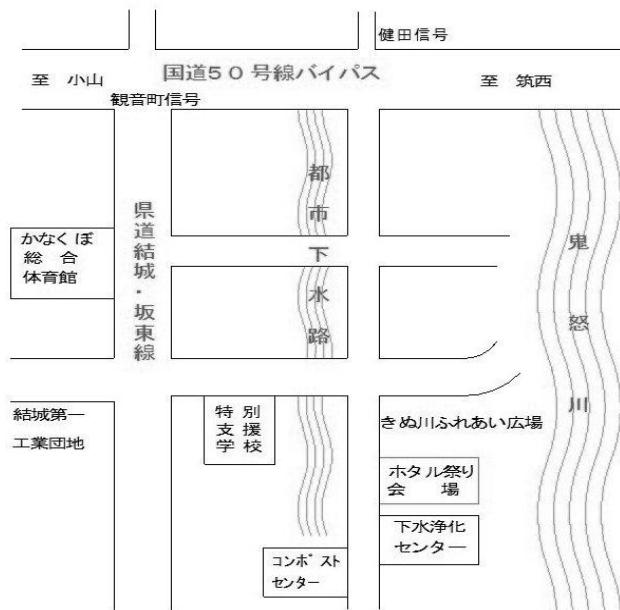 健田信号
国道５０号線バイパス
至 小山
至 筑西
観音町信号
都市下水路
県道結城・坂東線
鬼怒川
かなくぼ
総合
体育館
結城第一
工業団地
特別
支援
学校
きぬ川ふれあい広場
ホタル祭り
会場
下水浄化
センター
コンポスト
センター